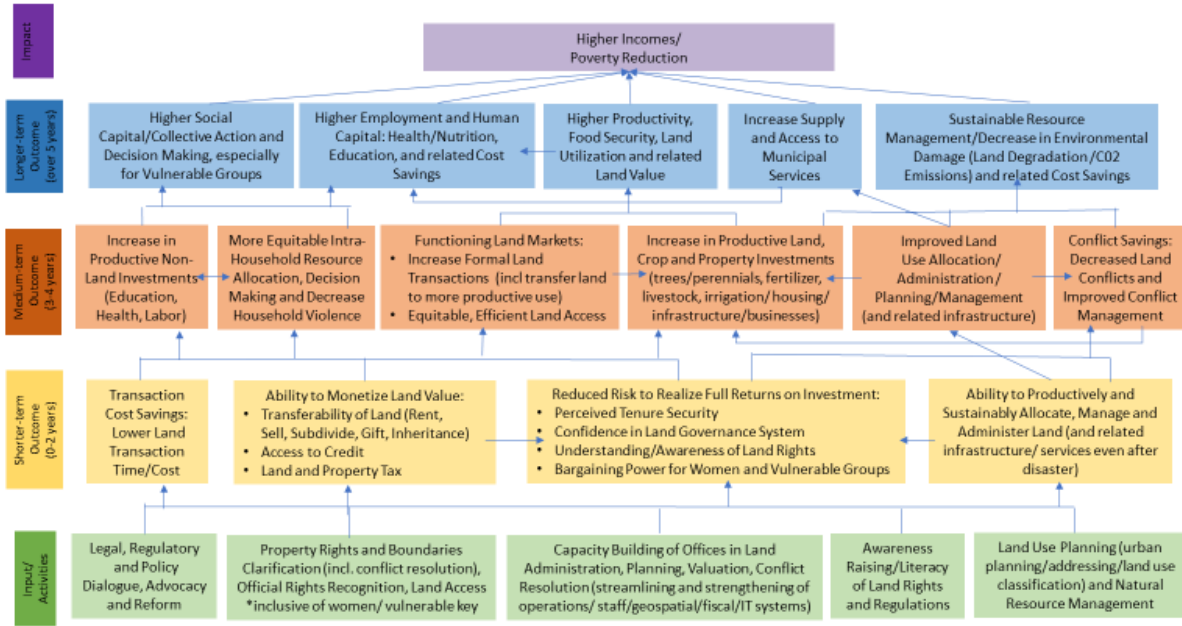 Impact
Higher Incomes/
Poverty Reduction
Longer-term
Outcome
(over 5 years)
Higher Social
Capital/Collective Action and
Decision Making, especially
for Vulnerable Groups
Higher Employment and Human
Capital: Health/Nutrition,
Education, and related Cost
Savings
Higher Productivity,
Food Security, Land
Utilization and related
Land Value
Increase Supply
and Access to
Municipal
Services
Sustainable Resource
Management/Decrease in Environmental
Damage (Land Degradation /C02
Emissions) and related Cost Savings
Medium-term
Outcome
(3-4 years)
Increase in
Productive Non-
Land Investments
(Education,
Health, Labor)
More Equitable Intra-
Household Resource
Allocation, Decision
Making and Decrease
Household Violence
Functioning Land Markets:
• Increase Formal Land
Transactions (incl transfer land
to more productive use)
• Equitable, Efficient Land Access
Increase in Productive Land,
Crop and Property Investments
(trees/perennials, fertilizer,
livestock, irrigation/ housing/
infrastructure/businesses)
Improved Land
Use Allocation/
Administration/
Planning/Management
(and related infrastructure)
Conflict Savings:
Decreased Land
Conflicts and
Improved Conflict
Management
Shorter-term
Outcome
(0-2 years)
Transaction
Cost Savings:
Lower Land
Transaction
Time/Cost
Ability to Monetize Land Value:
• Transferability of Land (Rent,
Sell, Subdivide, Gift, Inheritance)
• Access to Credit
• Land and Property Tax
Reduced Risk to Realize Full Returns on Investment:
• Perceived Tenure Security
• Confidence in Land Governance System
• Understanding/Awareness of Land Rights
• Bargaining Power for Women and Vulnerable Groups
Ability to Productively and
Sustainably Allocate, Manage and
Administer Land (and related
infrastructure/ services even after
disaster)
Input/
Activities
Legal, Regulatory
and Policy
Dialogue, Advocacy
and Reform
Property Rights and Boundaries
Clarification (incl. conflict resolution),
Official Rights Recognition, Land Access
*inclusive of women/ vulnerable key
Capacity Building of Offices in Land
Administration, Planning, Valuation, Conflict
Resolution (streamlining and strengthening of
operations/ staff/geospatial/fiscal/IT systems)
Awareness
Raising/Literacy
of Land Rights
and Regulations
Land Use Planning (urban
planning/addressing/land use
classification) and Natural
Resource Management